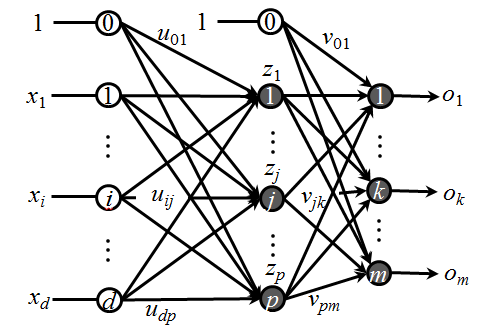 1 0 u01 1 0 v01
z1
x1 1 1 1 o1
⋮ ⋮ ⋮
zj
xi i uij j vjk k ok
⋮ ⋮ ⋮
zp
m om
xd d udp p vpm